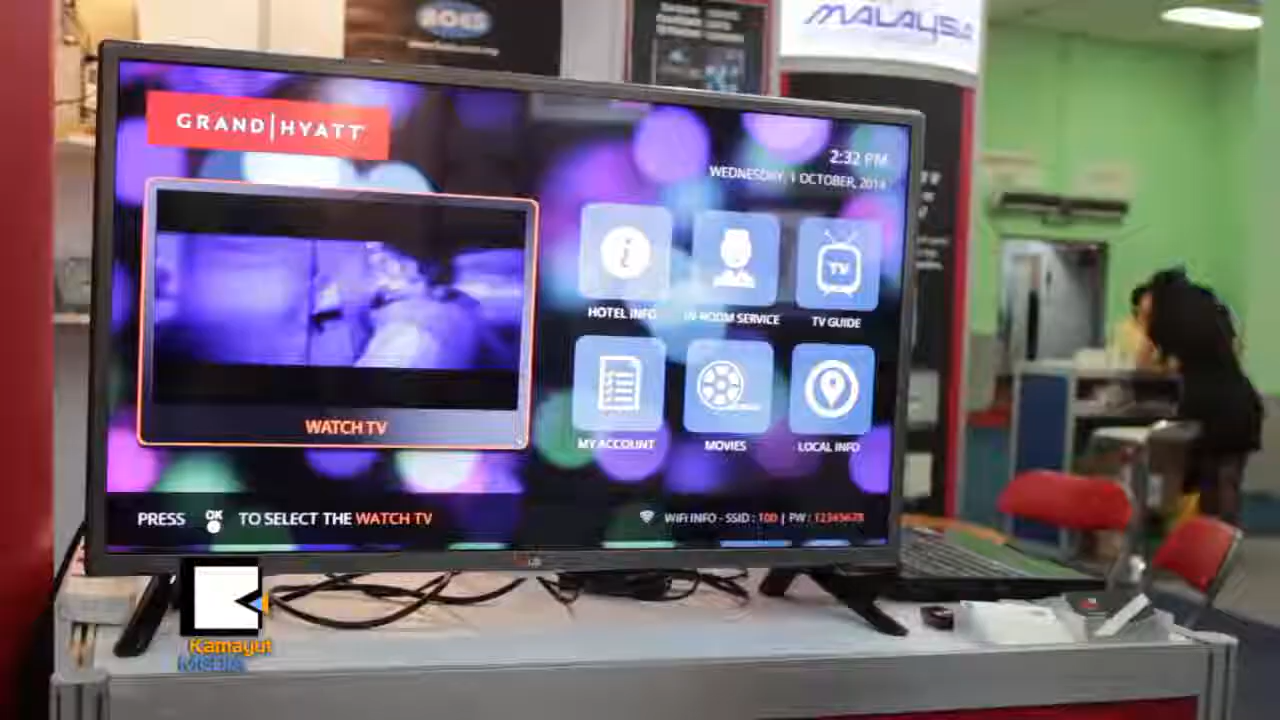 MALAYSIA
GRAND|HYATT
2:32 PM
WEDNESDAY, 1 OCTOBER, 2014
i
TV
HOTEL INFO
IN-ROOM SERVICE
TV GUIDE
WATCH TV
MY ACCOUNT
MOVIES
LOCAL INFO
PRESS OK TO SELECT THE WATCH TV
WIFI INFO - SSID : 100 | PW : 12345678
LG
Kamayut
MEDIA